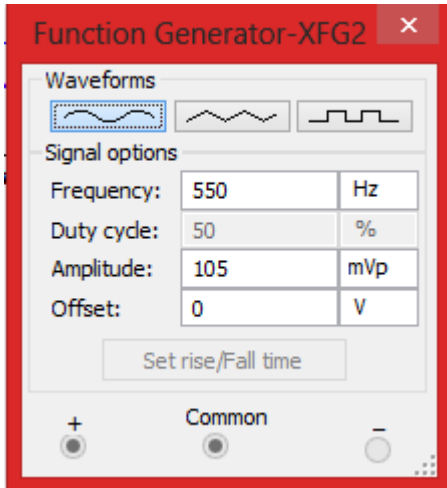 Function Generator-XFG2 ×
Waveforms
Signal options
Frequency: 550 Hz
Duty cycle: 50 %
Amplitude: 105 mVp
Offset: 0 V
Set rise/Fall time
+ Common −